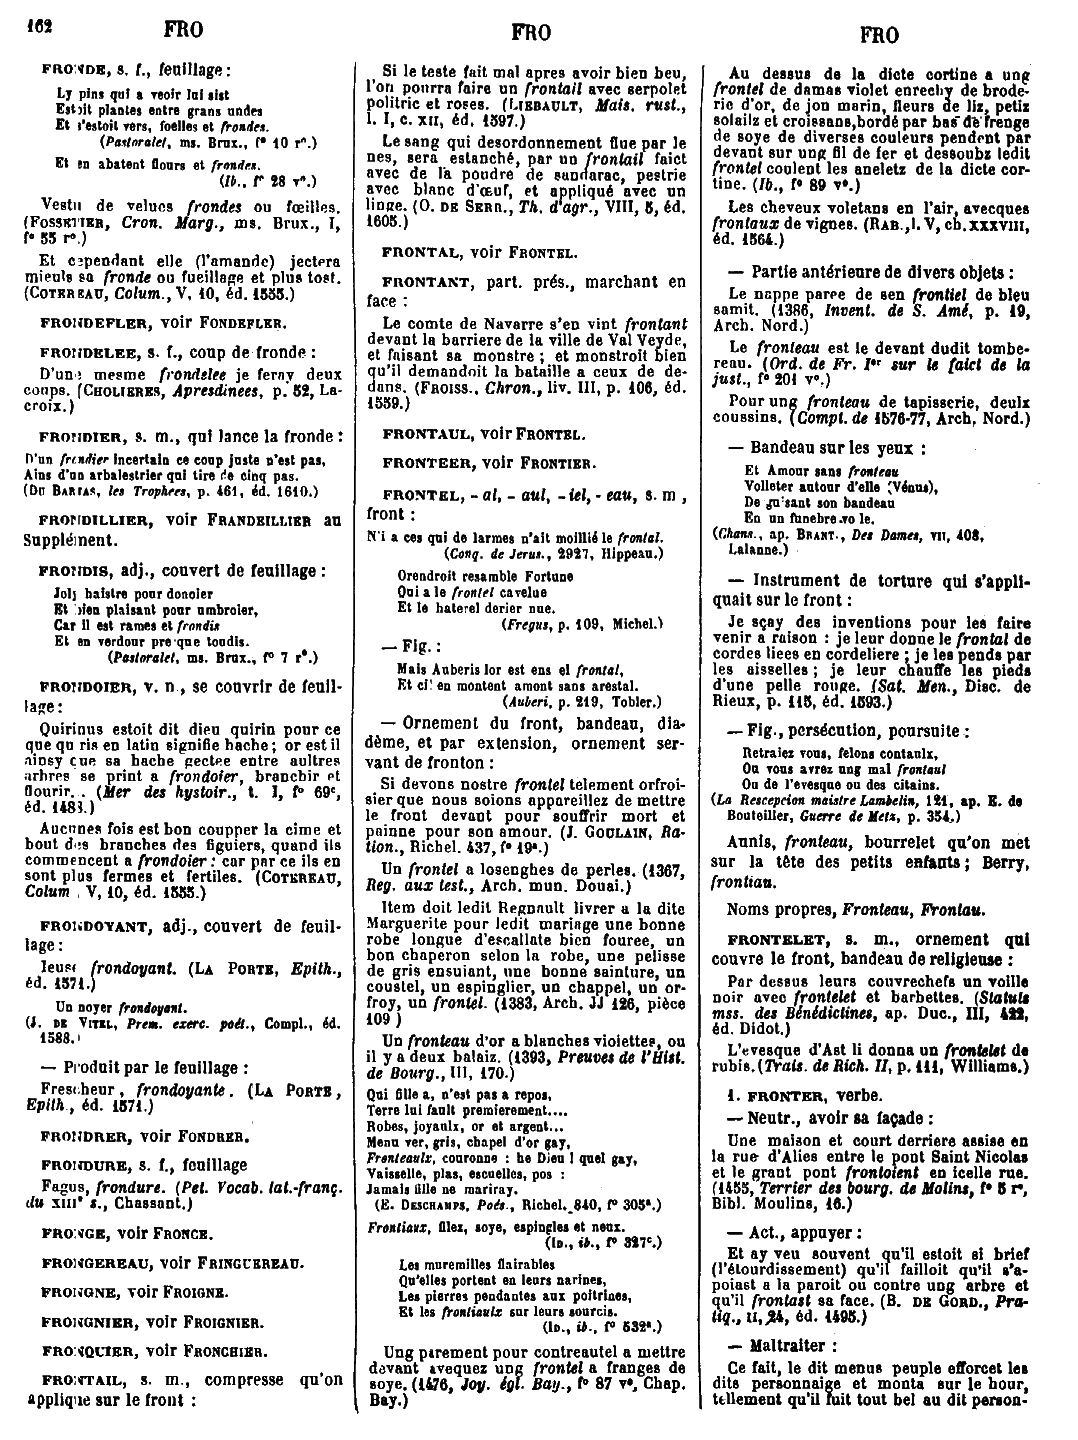 162 FRO FRO FRO
FRONDE, s. f., feuillage :
Ly pins qui a veoir lui sist
Estoit plantes entre grans undes
Et s'estoit vers, foelles et frondes.
(Pastoralet, ms. Brux., f° 10 r°.)
Et en abatent flours et frondes.
(Ib., f° 28 v°.)
Vestu de velues frondes ou fœilles.
(FOSSETIER, Cron. Marg., ms. Brux., I,
f° 55 r°.)
Et cependant elle (l'amande) jectera
mieuls sa fronde ou fueillage et plus tost.
(COTEREAU, Colum., V, 10, éd. 1555.)
FRONDEFLER, voir FONDEFLER.
FRONDELEE, s. f., coup de fronde :
D'une mesme frondelee je feray deux
coups. (CHOLIERES, Apresdinees, p. 52, La-
croix.)
FRONDIER, s. m., qui lance la fronde :
D'un frondier incertain ce coup juste n'est pas,
Ains d'un arbalestrier qui tire de cinq pas.
(DU BARTAS, les Trophees, p. 461, éd. 1610.)
FRONDILLIER, voir FRANDEILLIER au
Supplément.
FRONDIS, adj., couvert de feuillage :
Joly haistre pour donoier
Et bien plaisant pour umbroier,
Car il est rames et frondis
Et en verdour presque toudis.
(Pastoralet, ms. Brux., f° 7 r°.)
FRONDOIER, v. n., se couvrir de feuil-
lage :
Quirinus estoit dit dieu quirin pour ce
que qu ris en latin signifie hache ; or est il
ainsy que sa hache gectee entre aultres
arbres se print a frondoier, branchir et
flourir. . (Mer des hystoir., t. I, f° 69c,
éd. 1488.)
Aucunes fois est bon coupper la cime et
bout des branches des figuiers, quand ils
commencent a frondoier : car par ce ils en
sont plus fermes et fertiles. (COTEREAU,
Colum , V, 10, éd. 1555.)
FRONDOYANT, adj., couvert de feuil-
lage :
Ieuse frondoyant. (LA PORTE, Epith.,
éd. 1571.)
Un noyer frondoyant.
(J. DE VITEL, Prem. exerc. poét., Compl., éd.
1588.)
— Produit par le feuillage :
Frescheur, frondoyante. (LA PORTE,
Epith., éd. 1571.)
FRONDRER, voir FONDRER.
FRONDURE, s. f., feuillage
Fagus, frondure. (Pet. Vocab. lat.-franç.
du XIIIe s., Chassant.)
FRONGE, voir FRONCE.
FRONGEREAU, voir FRINGUEREAU.
FRONGNE, voir FROIGNE.
FRONGNIER, voir FROIGNIER.
FRONQUIER, voir FRONCHIER.
FRONTAIL, s. m., compresse qu'on
applique sur le front :
Si le teste fait mal apres avoir bien beu,
l'on pourra faire un frontail avec serpolet
politric et roses. (LIEBAULT, Mais. rust.,
l. I, c. XII, éd. 1597.)
Le sang qui desordonnement flue par le
nes, sera estanché, par un frontail faict
avec de la poudre de sandarac, pestrie
avec blanc d'œuf, et appliqué avec un
linge. (O. DE SERR., Th. d'agr., VIII, 5, éd.
1605.)
FRONTAL, voir FRONTEL.
FRONTANT, part. prés., marchant en
face :
Le comte de Navarre s'en vint frontant
devant la barriere de la ville de Val Veyde,
et faisant sa monstre ; et monstroit bien
qu'il demandoit la bataille a ceux de de-
dans. (FROISS., Chron., liv. III, p. 106, éd.
1559.)
FRONTAUL, voir FRONTEL.
FRONTEER, voir FRONTIER.
FRONTEL, - al, - aul, - iel, - eau, s. m ,
front :
N'i a ces qui de larmes n'ait moillié le frontal.
(Conq. de Jerus., 2927, Hippeau.)
Orendroit resamble Fortune
Qui a le frontel cavelue
Et le haterel derier nue.
(Fregus, p. 109, Michel.)
— Fig. :
Mais Auberis lor est ens el frontal,
Et cil en montent amont sans arestal.
(Auberi, p. 219, Tobler.)
— Ornement du front, bandeau, dia-
dème, et par extension, ornement ser-
vant de fronton :
Si devons nostre frontel telement orfroi-
sier que nous soions appareillez de mettre
le front devant pour souffrir mort et
painne pour son amour. (J. GOULAIN, Ra-
tion., Richel. 437, f° 19a.)
Un frontel a losenghes de perles. (1367,
Reg. aux test., Arch. mun. Douai.)
Item doit ledit Regnault livrer a la dite
Marguerite pour ledit mariage une bonne
robe longue d'escallate bien fouree, un
bon chaperon selon la robe, une pelisse
de gris ensuiant, une bonne sainture, un
coustel, un espinglier, un chappel, un or-
froy, un frontel. (1383, Arch. JJ 126, pièce
109 )
Un fronteau d'or a blanches violettes, ou
il y a deux balaiz. (1393, Preuves de l'Hist.
de Bourg., III, 170.)
Qui fille a, n'est pas a repos,
Terre lui fault premierement....
Robes, joyaulx, or et argent...
Menu ver, gris, chapel d'or gay,
Fronteaulx, couronne : he Dieu ! quel gay,
Vaisselle, plas, escuelles, pos :
Jamais fille ne mariray.
(E. DESCHAMPS, Poés., Richel. 840, f° 305a.)
Frontiaux, filez, soye, espingles et neux.
(ID., ib., f° 327c.)
Les muremilles flairables
Qu'elles portent en leurs narines,
Les pierres pendantes aux poitrines,
Et les frontiaulx sur leurs sourcis.
(ID., ib., f° 532a.)
Ung parement pour contreautel a mettre
devant avequez ung frontel a franges de
soye. (1476, Joy. égl. Bay., f° 87 v°, Chap.
Bay.)
Au dessus de la dicte cortine a ung
frontel de damas violet enrechy de brode-
rie d'or, de jon marin, fleurs de liz, petiz
solailz et croissans, bordé par bas de frenge
de soye de diverses couleurs pendent par
devant sur ung fil de fer et dessoubz ledit
frontel coulent les aneletz de la dicte cor-
tine. (Ib., f° 89 v°.)
Les cheveux voletans en l'air, avecques
frontaux de vignes. (RAB., l. V, ch. XXXVIII,
éd. 1564.)
— Partie antérieure de divers objets :
Le nappe paree de sen frontiel de bleu
samit. (1386, Invent. de S. Amé, p. 19,
Arch. Nord.)
Le fronteau est le devant dudit tombe-
reau. (Ord. de Fr. Ier sur le faict de la
just., f° 201 v°.)
Pour ung fronteau de tapisserie, deulx
coussins. (Compt. de 1576-77, Arch. Nord.)
— Bandeau sur les yeux :
Et Amour sans fronteau
Volleter autour d'elle (Vénus),
De puisant son bandeau
En un funebre vo le.
(Chans., ap. BRANT., Des Dames, VII, 408,
Lalanne.)
— Instrument de torture qui s'appli-
quait sur le front :
Je sçay des inventions pour les faire
venir a raison : je leur donne le frontal de
cordes liees en cordeliere ; je les pends par
les aisselles ; je leur chauffe les pieds
d'une pelle rouge. (Sat. Men., Disc. de
Rieux, p. 115, éd. 1593.)
— Fig., persécution, poursuite :
Retraiez vous, felons contaulx,
Ou vous avrez ung mal frontaul
Ou de l'evesque ou des citains.
(La Rescepcion maistre Lambelin, 121, ap. E. de
Bouteiller, Guerre de Metz, p. 354.)
Aunis, fronteau, bourrelet qu'on met
sur la tête des petits enfants ; Berry,
frontiau.
Noms propres, Fronteau, Frontau.
FRONTELET, s. m., ornement qui
couvre le front, bandeau de religieuse :
Par dessus leurs couvrechefs un voille
noir avec frontelet et barbettes. (Statuts
mss. des Bénédictines, ap. Duc., III, 422,
éd. Didot.)
L'evesque d'Ast li donna un frontelet de
rubis. (Trais. de Rich. II, p. 111, Williams.)
1. FRONTER, verbe.
— Neutr., avoir sa façade :
Une maison et court derriere assise en
la rue d'Alies entre le pont Saint Nicolas
et le grant pont frontoient en icelle rue.
(1455, Terrier des bourg. de Molins, f° 5 r°,
Bibl. Moulins, 16.)
— Act., appuyer :
Et ay veu souvent qu'il estoit si brief
(l'étourdissement) qu'il failloit qu'il s'a-
poiast a la paroit ou contre ung arbre et
qu'il frontast sa face. (B. DE GORD., Pra-
tiq., II, 24, éd. 1495.)
— Maltraiter :
Ce fait, le dit menus peuple efforcet les
dits personnaige et monta sur le hour,
tellement qu'il fuit tout bel au dit person-